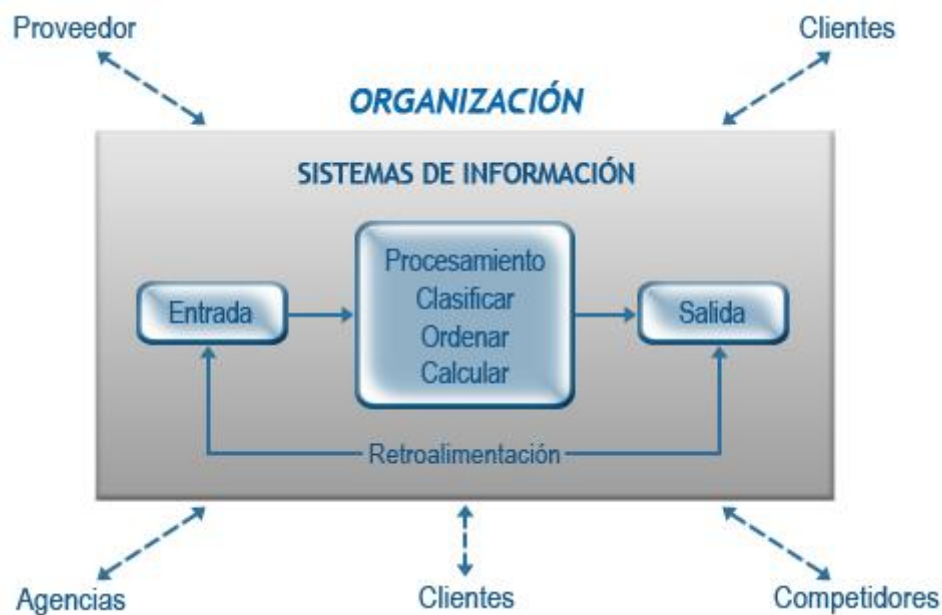 Proveedor
Clientes
ORGANIZACIÓN
SISTEMAS DE INFORMACIÓN
Entrada
Procesamiento
Clasificar
Ordenar
Calcular
Salida
Retroalimentación
Agencias
Clientes
Competidores